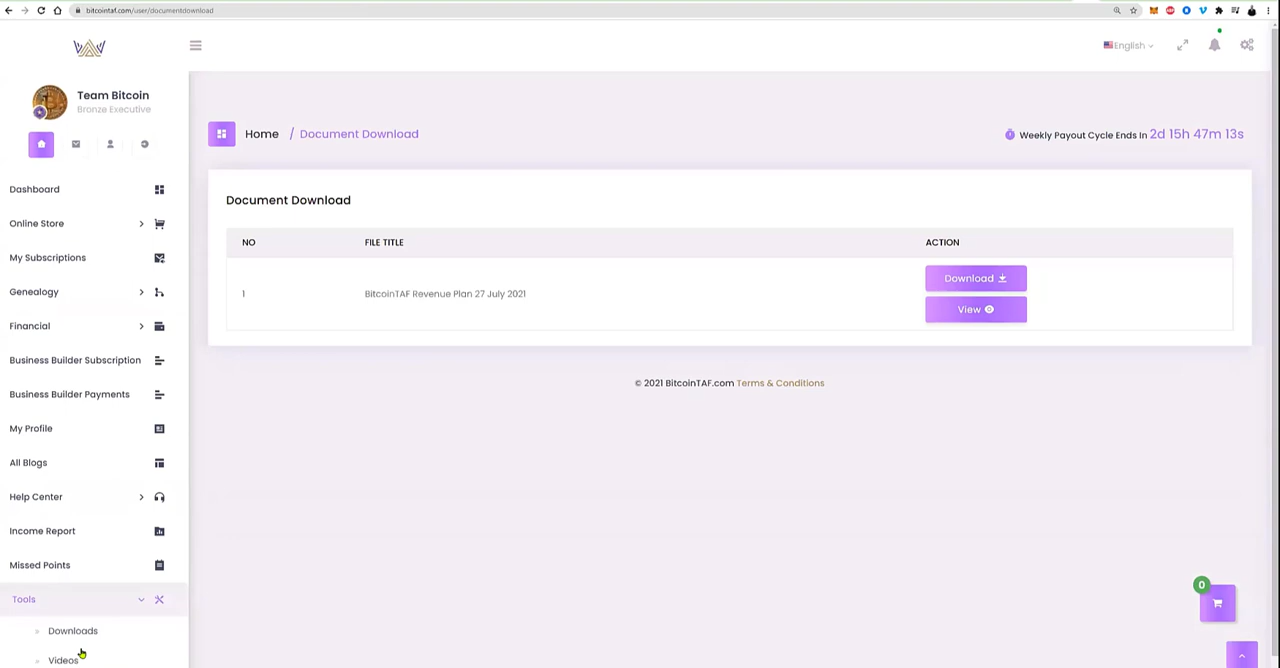 bitcointaf.com/user/documentdownload
English
Team Bitcoin
Bronze Executive
Home / Document Download
Weekly Payout Cycle Ends In 2d 15h 47m 13s
Dashboard
Online Store
My Subscriptions
Genealogy
Financial
Business Builder Subscription
Business Builder Payments
My Profile
All Blogs
Help Center
Income Report
Missed Points
Tools
» Downloads
» Videos
Document Download
NO FILE TITLE ACTION
1 BitcoinTAF Revenue Plan 27 July 2021
Download
View
© 2021 BitcoinTAF.com Terms & Conditions
0